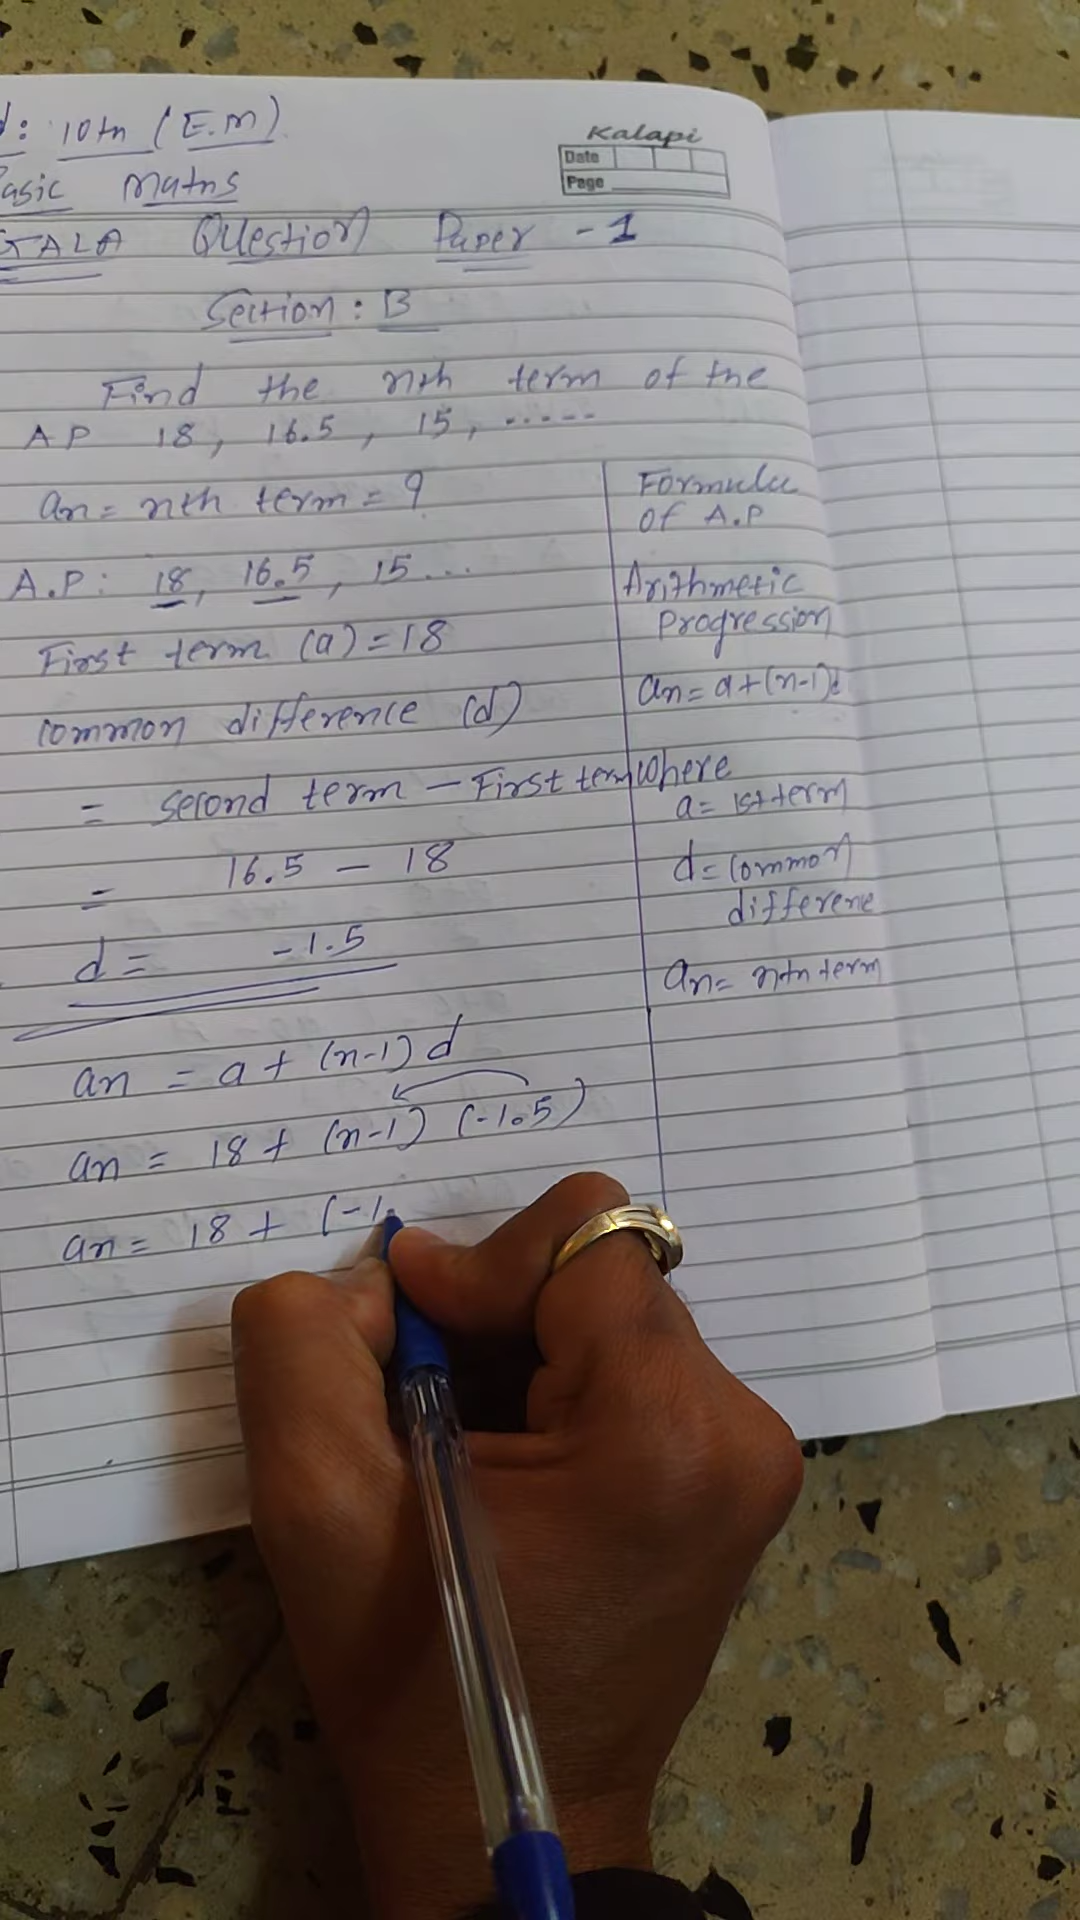 d: 10th (E.M)
Basic Maths
Kalapi
Date
Page
GALA Question Paper - 1
Section : B
Find the nth term of the
A P 18, 16.5, 15, .....
an = nth term = ?
A.P: 18, 16.5, 15...
First term (a) = 18
common difference (d)
= second term - First term
= 16.5 - 18
d = -1.5
an = a + (n-1) d
an = 18 + (n-1) (-1.5)
an = 18 + (-1.
Formula
of A.P
Arithmetic
Progression
an = a + (n-1)d
where
a = 1st term
d = Common
differene
an = nth term